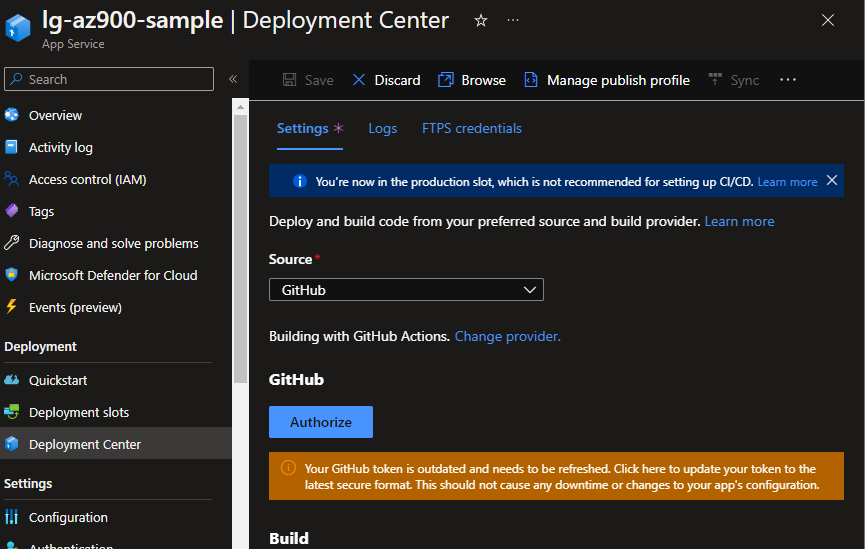 lg-az900-sample | Deployment Center
App Service
Search
Overview
Activity log
Access control (IAM)
Tags
Diagnose and solve problems
Microsoft Defender for Cloud
Events (preview)
Deployment
Quickstart
Deployment slots
Deployment Center
Settings
Configuration
Authentication
Save
Discard
Browse
Manage publish profile
Sync
Settings *
Logs
FTPS credentials
You're now in the production slot, which is not recommended for setting up CI/CD. Learn more
Deploy and build code from your preferred source and build provider. Learn more
Source*
GitHub
Building with GitHub Actions. Change provider.
GitHub
Authorize
Your GitHub token is outdated and needs to be refreshed. Click here to update your token to the
latest secure format. This should not cause any downtime or changes to your app's configuration.
Build